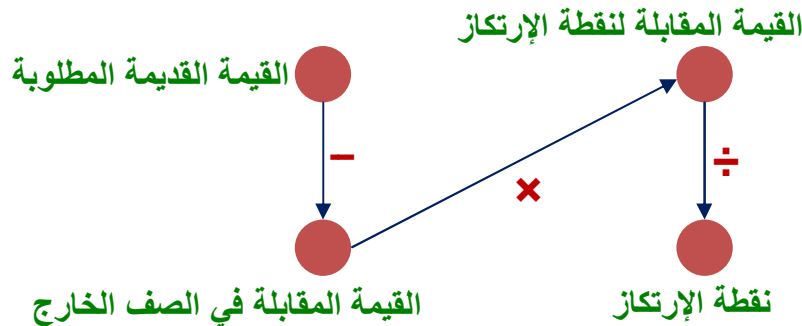 القيمة المقابلة لنقطة الإرتكاز
القيمة القديمة المطلوبة
–
÷
×
القيمة المقابلة في الصف الخارج
نقطة الإرتكاز